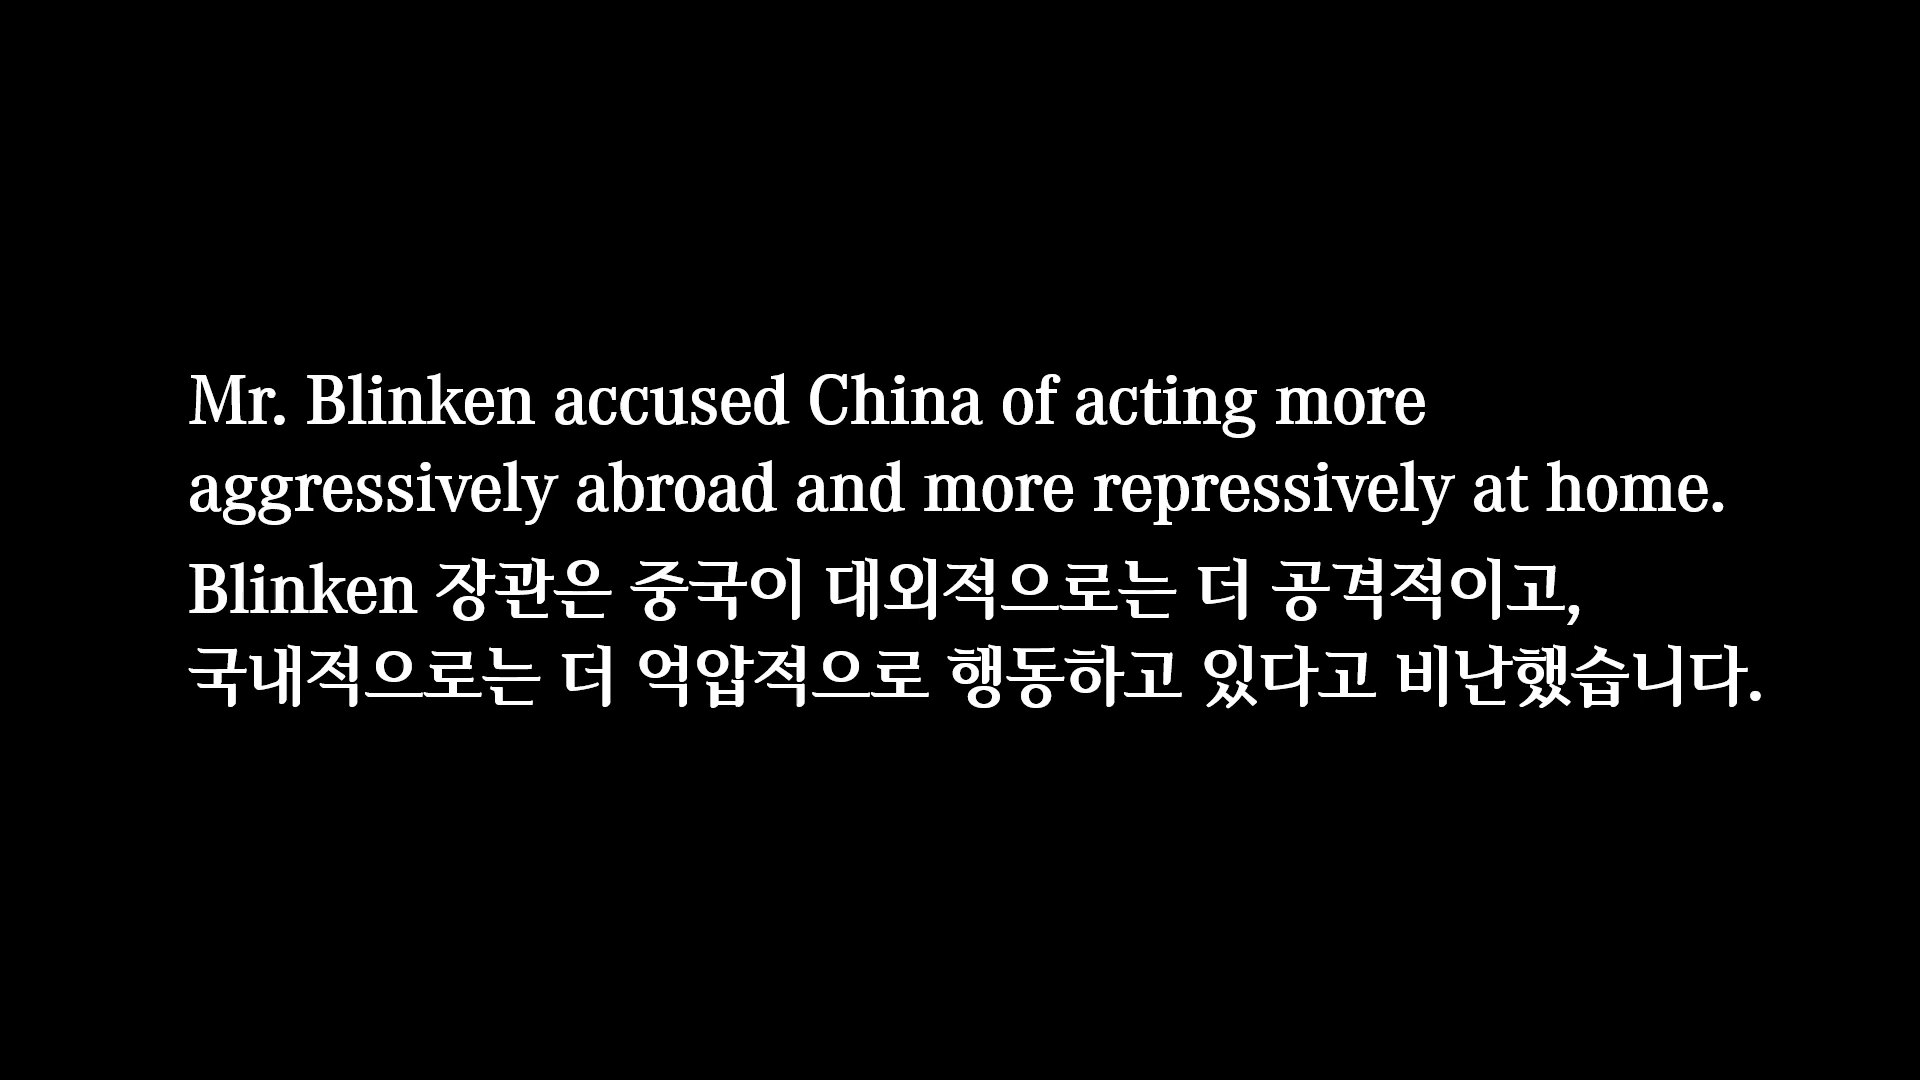 Mr. Blinken accused China of acting more
aggressively abroad and more repressively at home.
Blinken 장관은 중국이 대외적으로는 더 공격적이고,
국내적으로는 더 억압적으로 행동하고 있다고 비난했습니다.